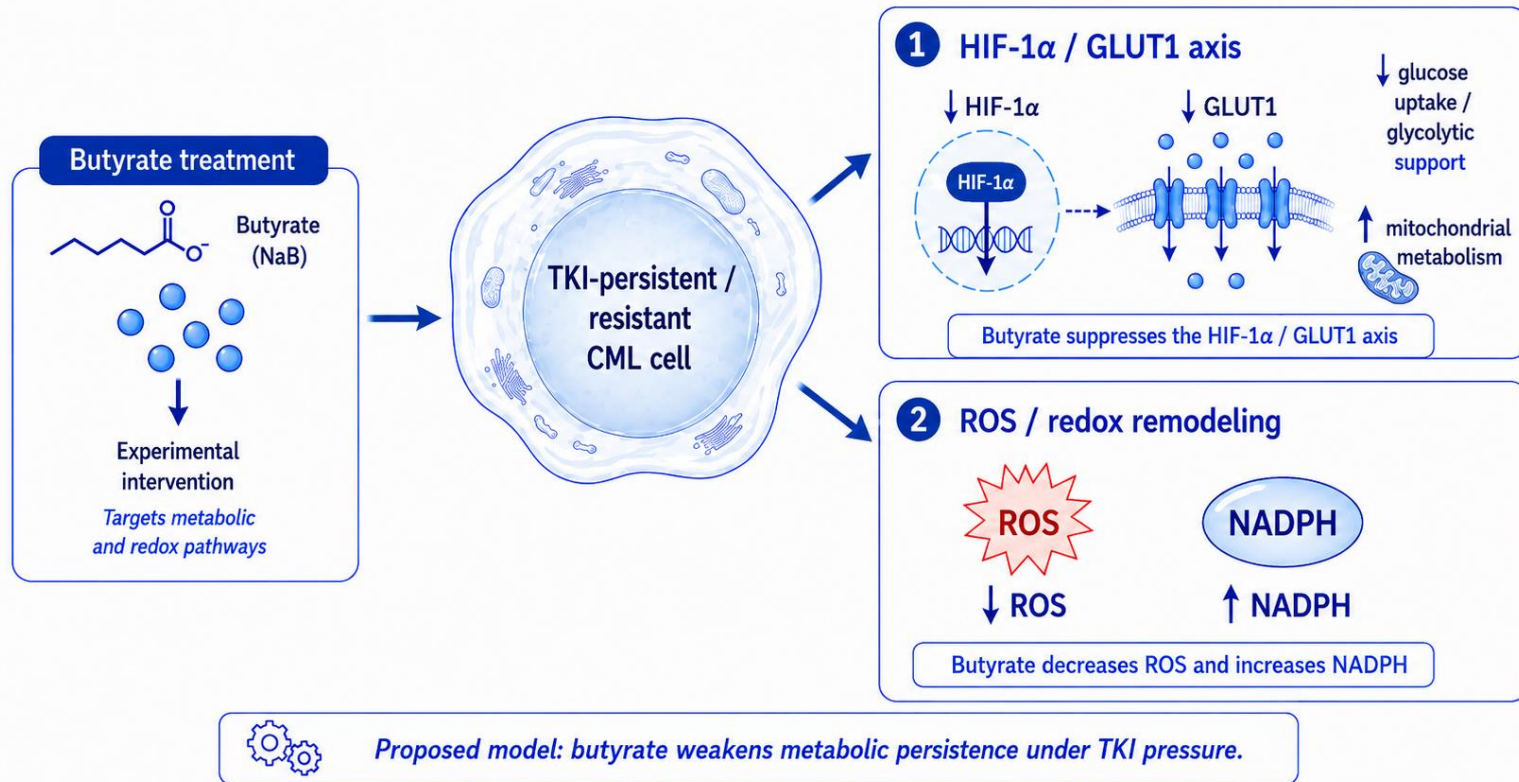 Butyrate treatment
O
O⁻
Butyrate
(NaB)
Experimental
intervention
Targets metabolic
and redox pathways
TKI-persistent /
resistant
CML cell
1 HIF-1α / GLUT1 axis
↓ HIF-1α
HIF-1α
↓ GLUT1
↓ glucose
uptake /
glycolytic
support
↑ mitochondrial
metabolism
Butyrate suppresses the HIF-1α / GLUT1 axis
2 ROS / redox remodeling
ROS
NADPH
↓ ROS
↑ NADPH
Butyrate decreases ROS and increases NADPH
Proposed model: butyrate weakens metabolic persistence under TKI pressure.